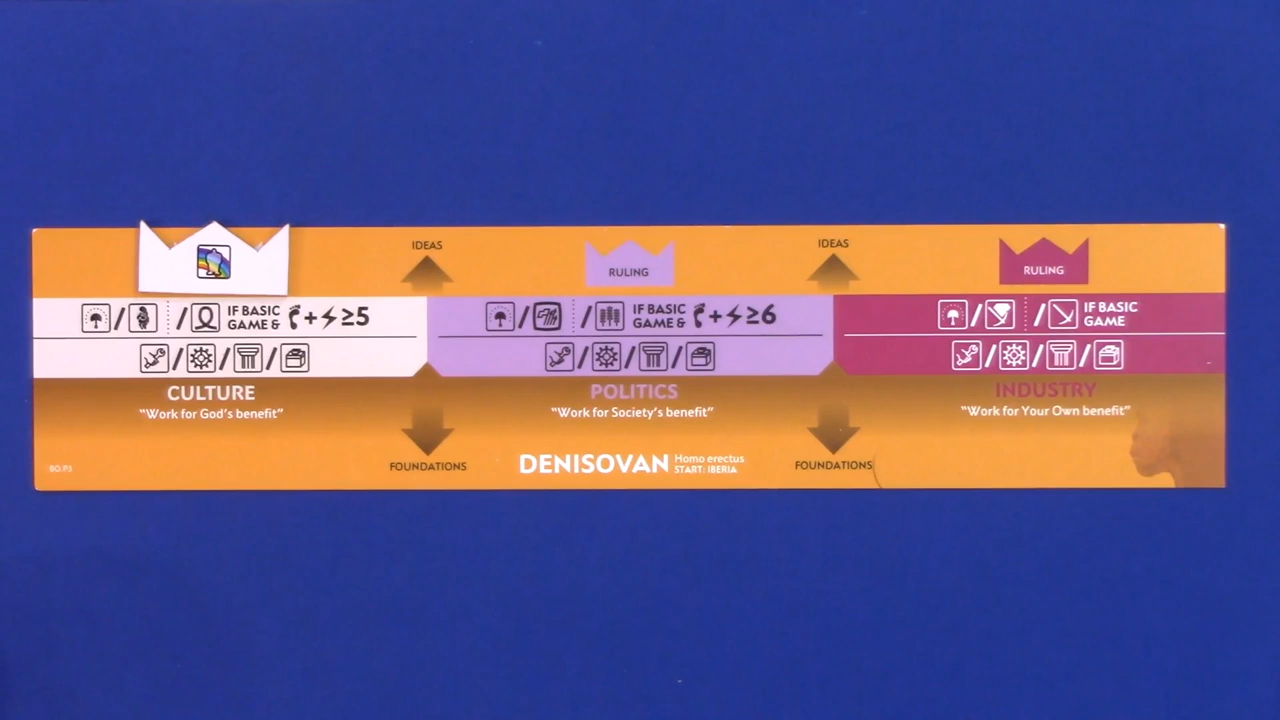 IDEAS
IDEAS
RULING
RULING
IF BASIC
GAME & + ≥5
IF BASIC
GAME & + ≥6
IF BASIC
GAME
CULTURE
"Work for God's benefit"
POLITICS
"Work for Society's benefit"
INDUSTRY
"Work for Your Own benefit"
FOUNDATIONS
FOUNDATIONS
BO.P3
DENISOVAN
Homo erectus
START: IBERIA